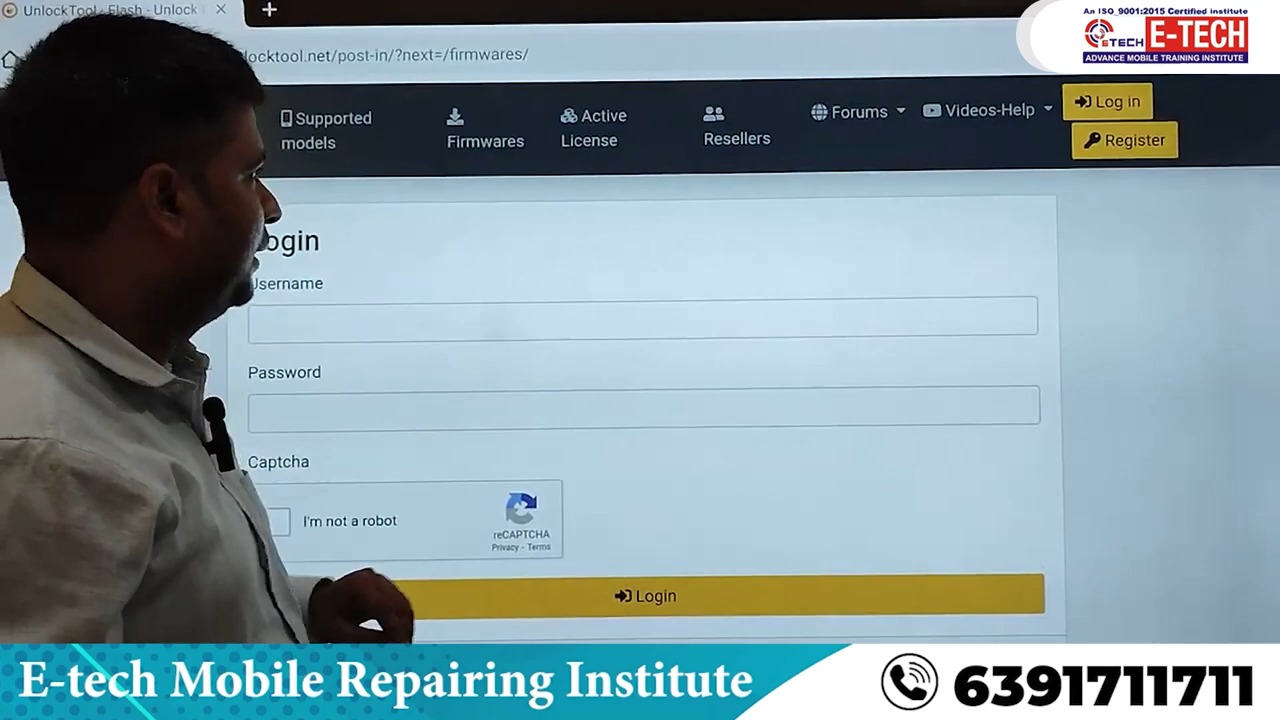 UnlockTool - Flash - Unlock
An ISO_9001:2015 Certified institute
ETECH
E-TECH
ADVANCE MOBILE TRAINING INSTITUTE
locktool.net/post-in/?next=/firmwares/
Supported models
Firmwares
Active License
Resellers
Forums
Videos-Help
Log in
Register
ogin
Username
Password
Captcha
I'm not a robot
reCAPTCHA
Privacy - Terms
Login
E-tech Mobile Repairing Institute
6391711711